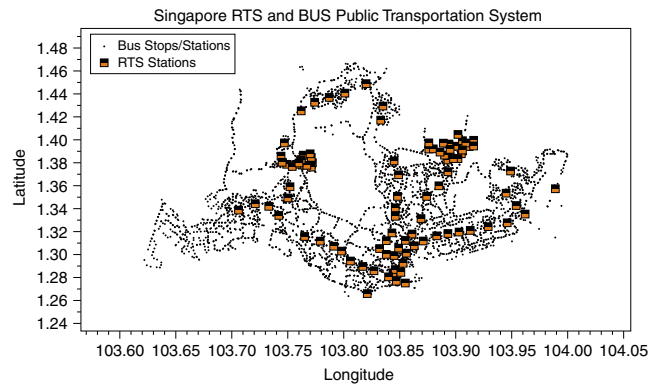 Singapore RTS and BUS Public Transportation System
Bus Stops/Stations
RTS Stations
1.48
1.46
1.44
1.42
1.40
1.38
1.36
1.34
1.32
1.30
1.28
1.26
1.24
Latitude
103.60 103.65 103.70 103.75 103.80 103.85 103.90 103.95 104.00 104.05
Longitude